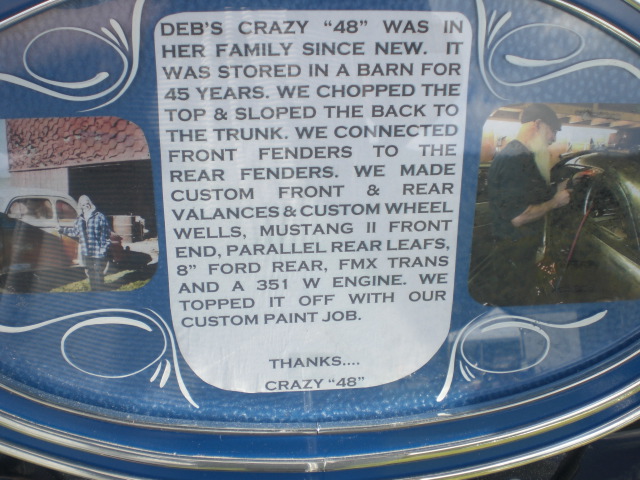 DEB'S CRAZY "48" WAS IN
HER FAMILY SINCE NEW. IT
WAS STORED IN A BARN FOR
45 YEARS. WE CHOPPED THE
TOP & SLOPED THE BACK TO
THE TRUNK. WE CONNECTED
FRONT FENDERS TO THE
REAR FENDERS. WE MADE
CUSTOM FRONT & REAR
VALANCES & CUSTOM WHEEL
WELLS, MUSTANG II FRONT
END, PARALLEL REAR LEAFS,
8" FORD REAR, FMX TRANS
AND A 351 W ENGINE. WE
TOPPED IT OFF WITH OUR
CUSTOM PAINT JOB.
THANKS....
CRAZY "48"